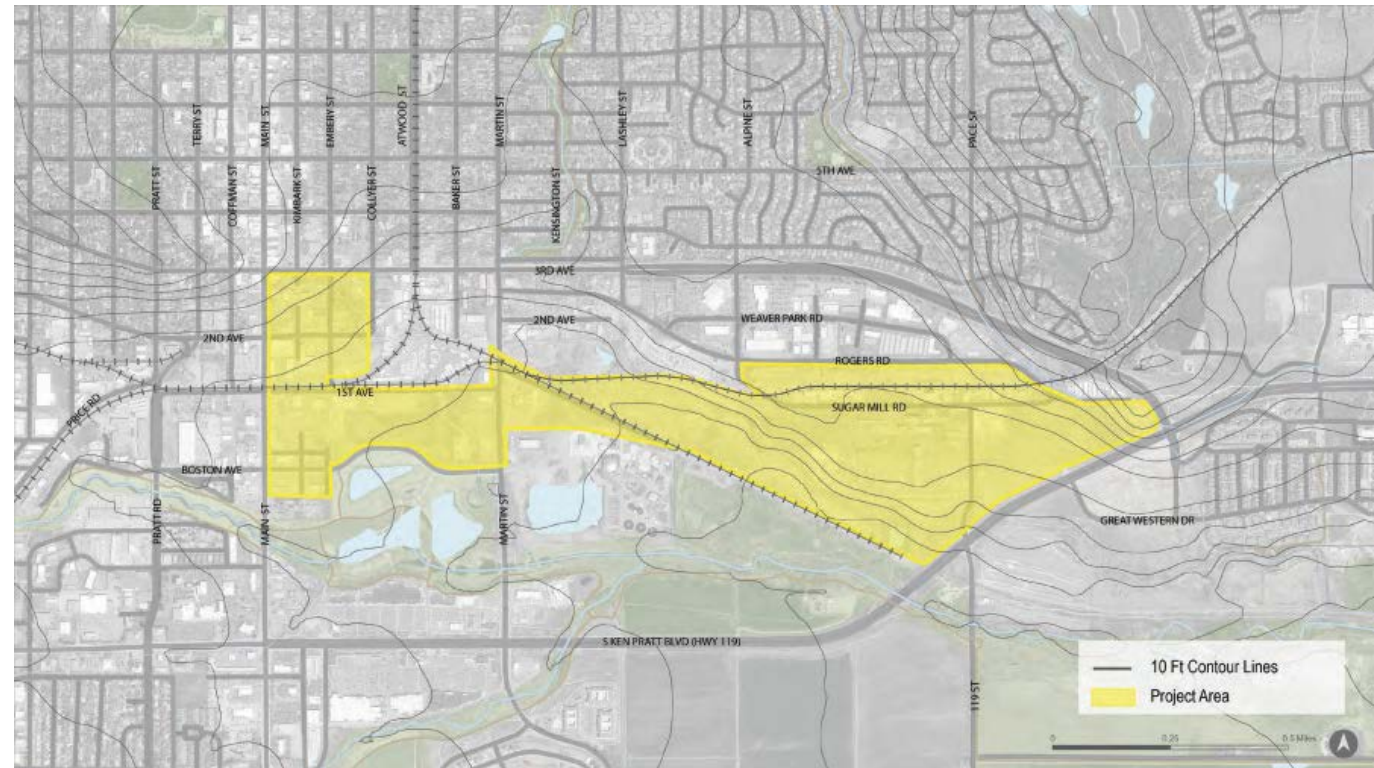 TERRY ST
MAIN ST
EMBERY ST
ATWOOD ST
MARTIN ST
LASHLEY ST
ALPINE ST
PACE ST
5TH AVE
PRATT ST
COFFMAN ST
KIMBARK ST
COLLYER ST
BAKER ST
KENSINGTON ST
3RD AVE
2ND AVE
2ND AVE
WEAVER PARK RD
ROGERS RD
1ST AVE
SUGAR MILL RD
PRICE RD
BOSTON AVE
PRATT RD
MAIN ST
MARTIN ST
GREAT WESTERN DR
S KEN PRATT BLVD (HWY 119)
119 ST
10 Ft Contour Lines
Project Area
0 0.25 0.5 Miles